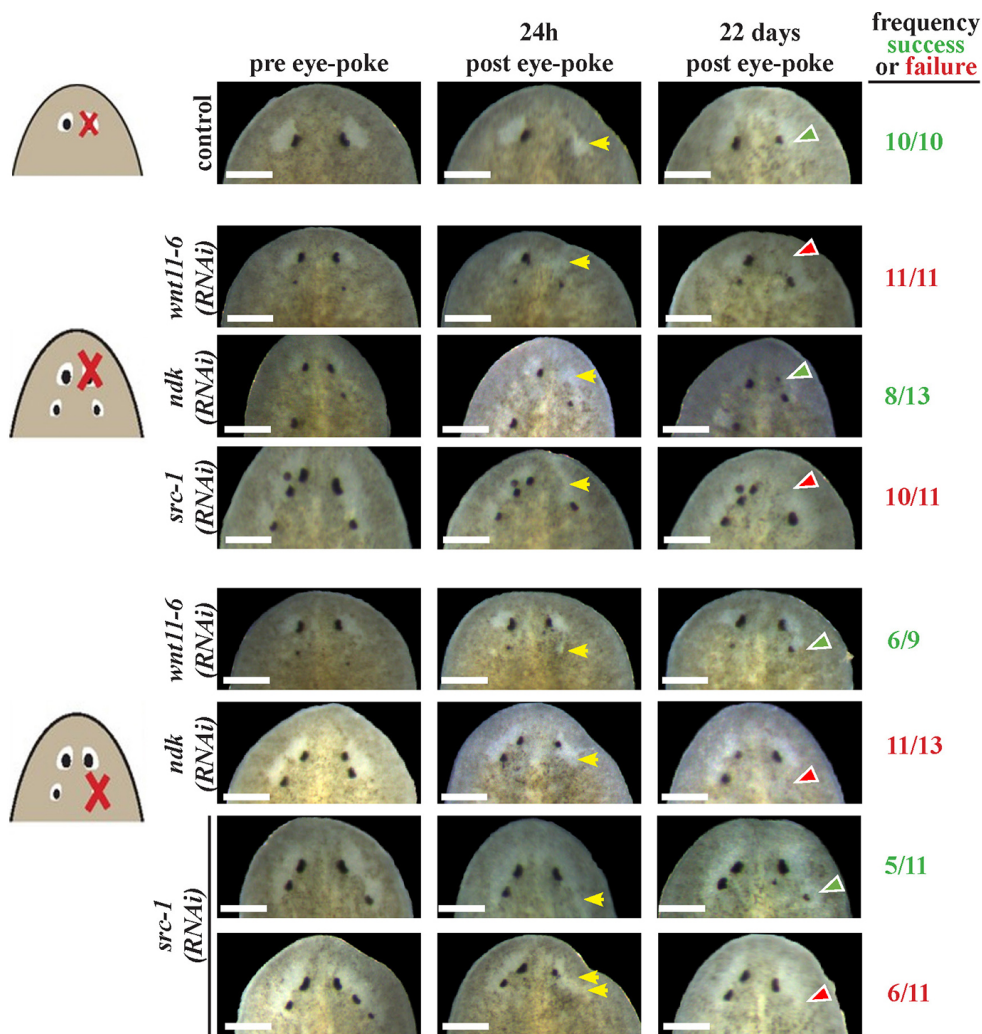 frequency
success
or failure
24h
22 days
pre eye-poke
post eye-poke
post eye-poke
control
10/10
wnt11-6
(RNAi)
11/11
ndk
(RNAi)
8/13
src-1
(RNAi)
10/11
wnt11-6
(RNAi)
6/9
ndk
(RNAi)
11/13
src-1
(RNAi)
5/11
6/11